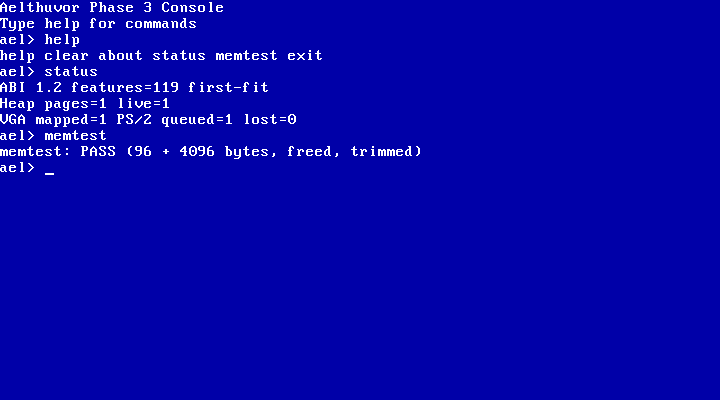 Aelthuvor Phase 3 Console
Type help for commands
ael> help
help clear about status memtest exit
ael> status
ABI 1.2 features=119 first-fit
Heap pages=1 live=1
VGA mapped=1 PS/2 queued=1 lost=0
ael> memtest
memtest: PASS (96 + 4096 bytes, freed, trimmed)
ael> _